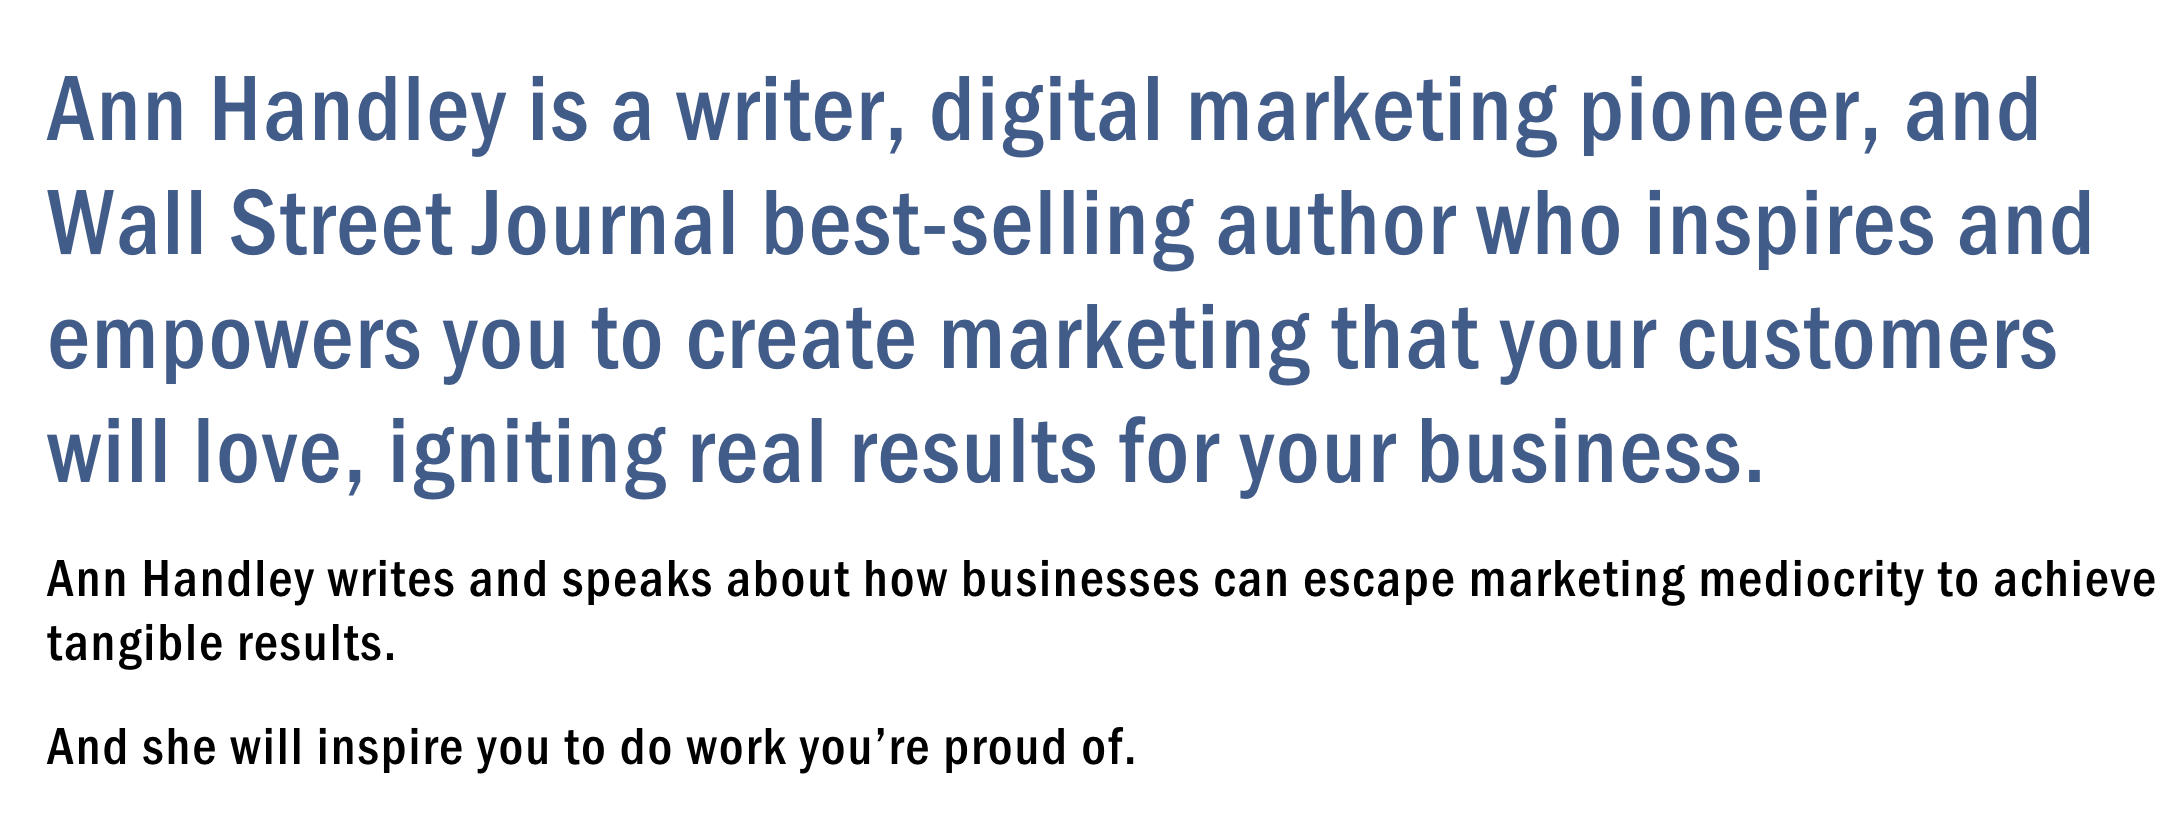 Ann Handley is a writer, digital marketing pioneer, and
Wall Street Journal best-selling author who inspires and
empowers you to create marketing that your customers
will love, igniting real results for your business.
Ann Handley writes and speaks about how businesses can escape marketing mediocrity to achieve
tangible results.
And she will inspire you to do work you’re proud of.